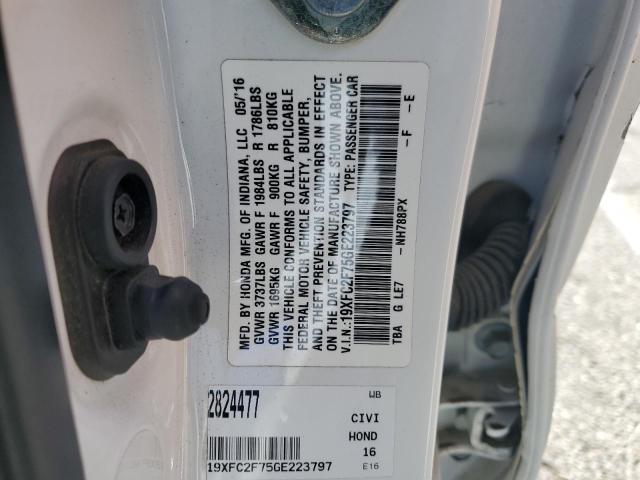 MFD. BY HONDA MFG. OF INDIANA, LLC 05/'16
GVWR 3737LBS GAWR F 1984LBS R 1786LBS
GVWR 1695KG GAWR F 900KG R 810KG
THIS VEHICLE CONFORMS TO ALL APPLICABLE
FEDERAL MOTOR VEHICLE SAFETY, BUMPER,
AND THEFT PREVENTION STANDARDS IN EFFECT
ON THE DATE OF MANUFACTURE SHOWN ABOVE.
V.I.N.:19XFC2F75GE223797 TYPE: PASSENGER CAR
TBA G LE7 -NH788PX -F -E
2824477 WB
CIVI
HOND
16
19XFC2F75GE223797 E16